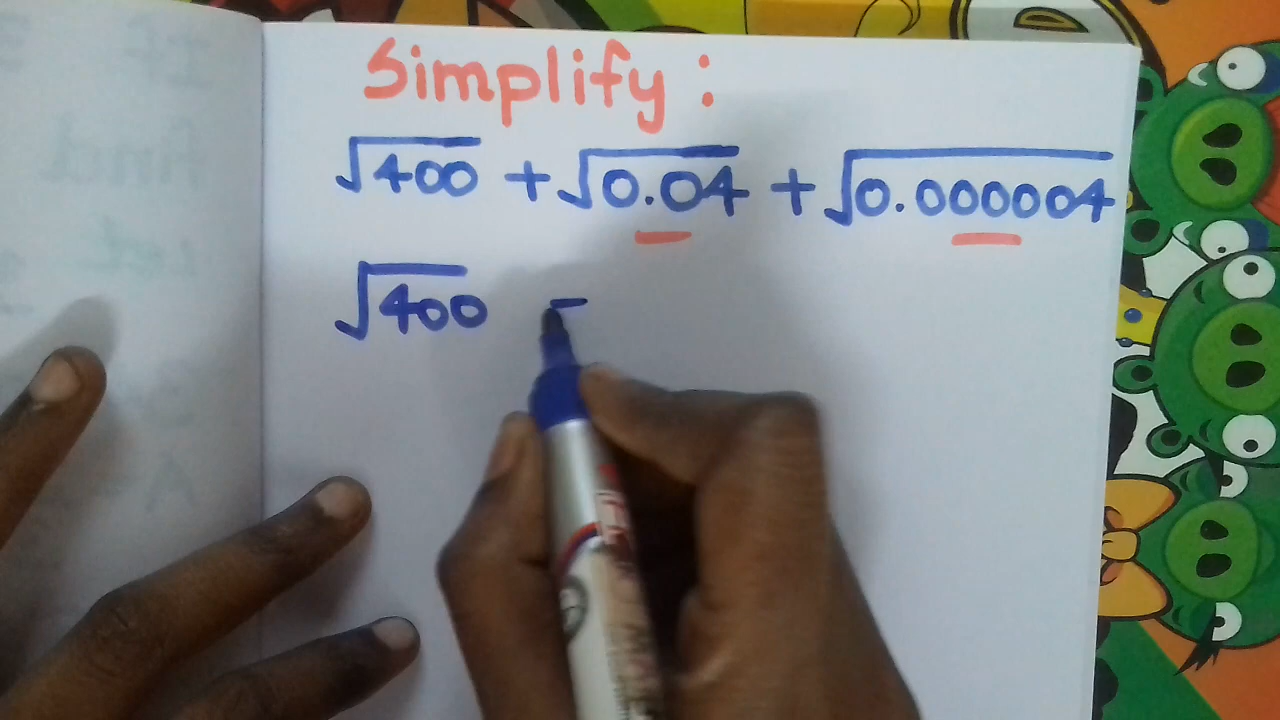 Simplify :
√400 + √0.04 + √0.000004
√400 =